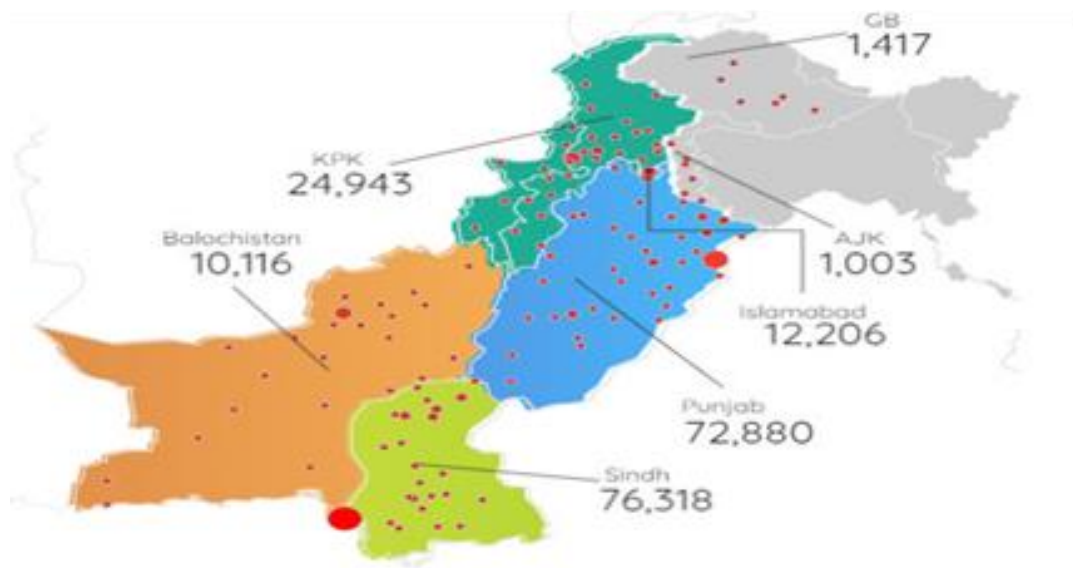 GB
1,417
KPK
24,943
Balochistan
10,116
AJK
1,003
Islamabad
12,206
Punjab
72,880
Sindh
76,318